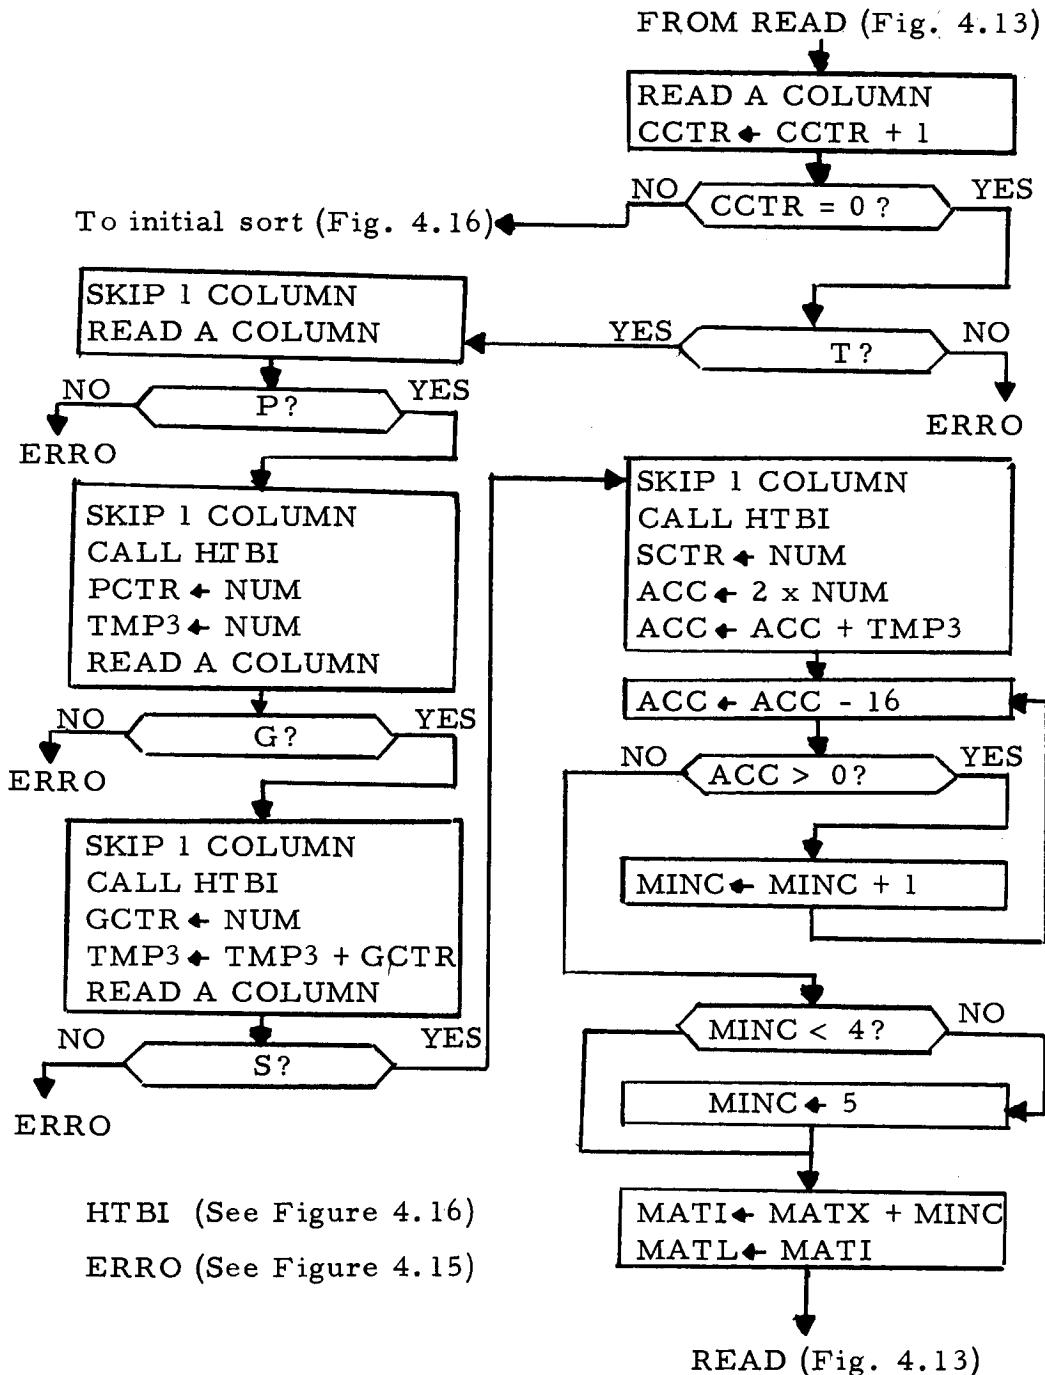 FROM READ (Fig. 4.13)
READ A COLUMN
CCTR ← CCTR + 1
NO
CCTR = 0?
YES
To initial sort (Fig. 4.16)
SKIP 1 COLUMN
READ A COLUMN
YES
T?
NO
ERRO
NO
P?
YES
ERRO
SKIP 1 COLUMN
CALL HTBI
PCTR ← NUM
TMP3 ← NUM
READ A COLUMN
NO
G?
YES
ERRO
SKIP 1 COLUMN
CALL HTBI
GCTR ← NUM
TMP3 ← TMP3 + GCTR
READ A COLUMN
NO
S?
YES
ERRO
SKIP 1 COLUMN
CALL HTBI
SCTR ← NUM
ACC ← 2 x NUM
ACC ← ACC + TMP3
ACC ← ACC - 16
NO
ACC > 0?
YES
MINC ← MINC + 1
MINC < 4?
NO
MINC ← 5
MATI ← MATX + MINC
MATL ← MATI
READ (Fig. 4.13)
HTBI (See Figure 4.16)
ERRO (See Figure 4.15)